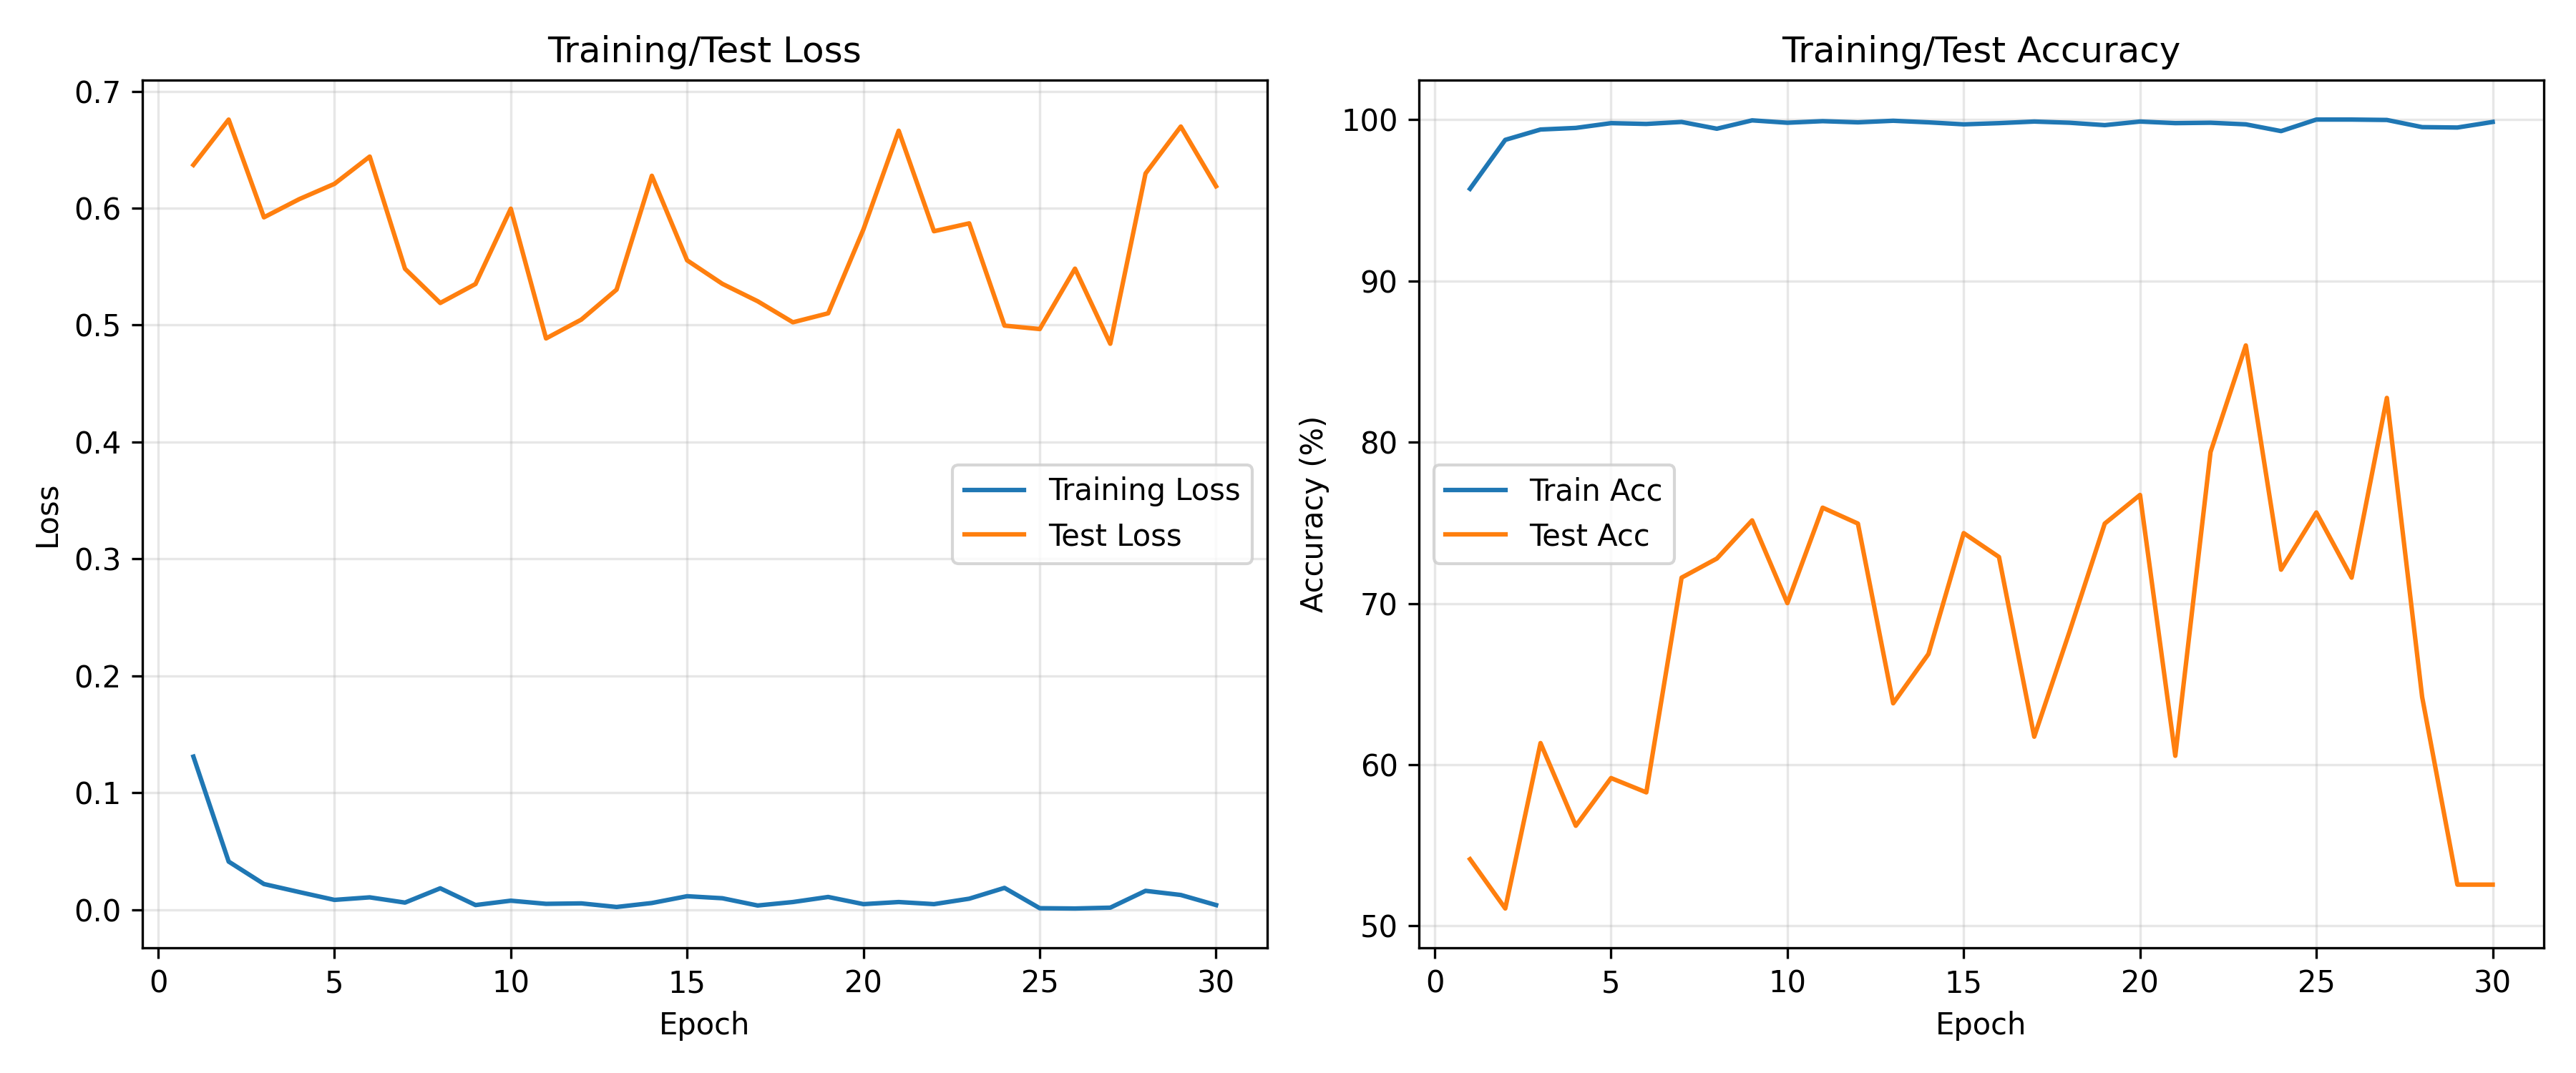 Training/Test Loss
0.7
0.6
0.5
0.4
0.3
0.2
0.1
0.0
Loss
Training Loss
Test Loss
0 5 10 15 20 25 30
Epoch
Training/Test Accuracy
100
90
80
70
60
50
Accuracy (%)
Train Acc
Test Acc
0 5 10 15 20 25 30
Epoch